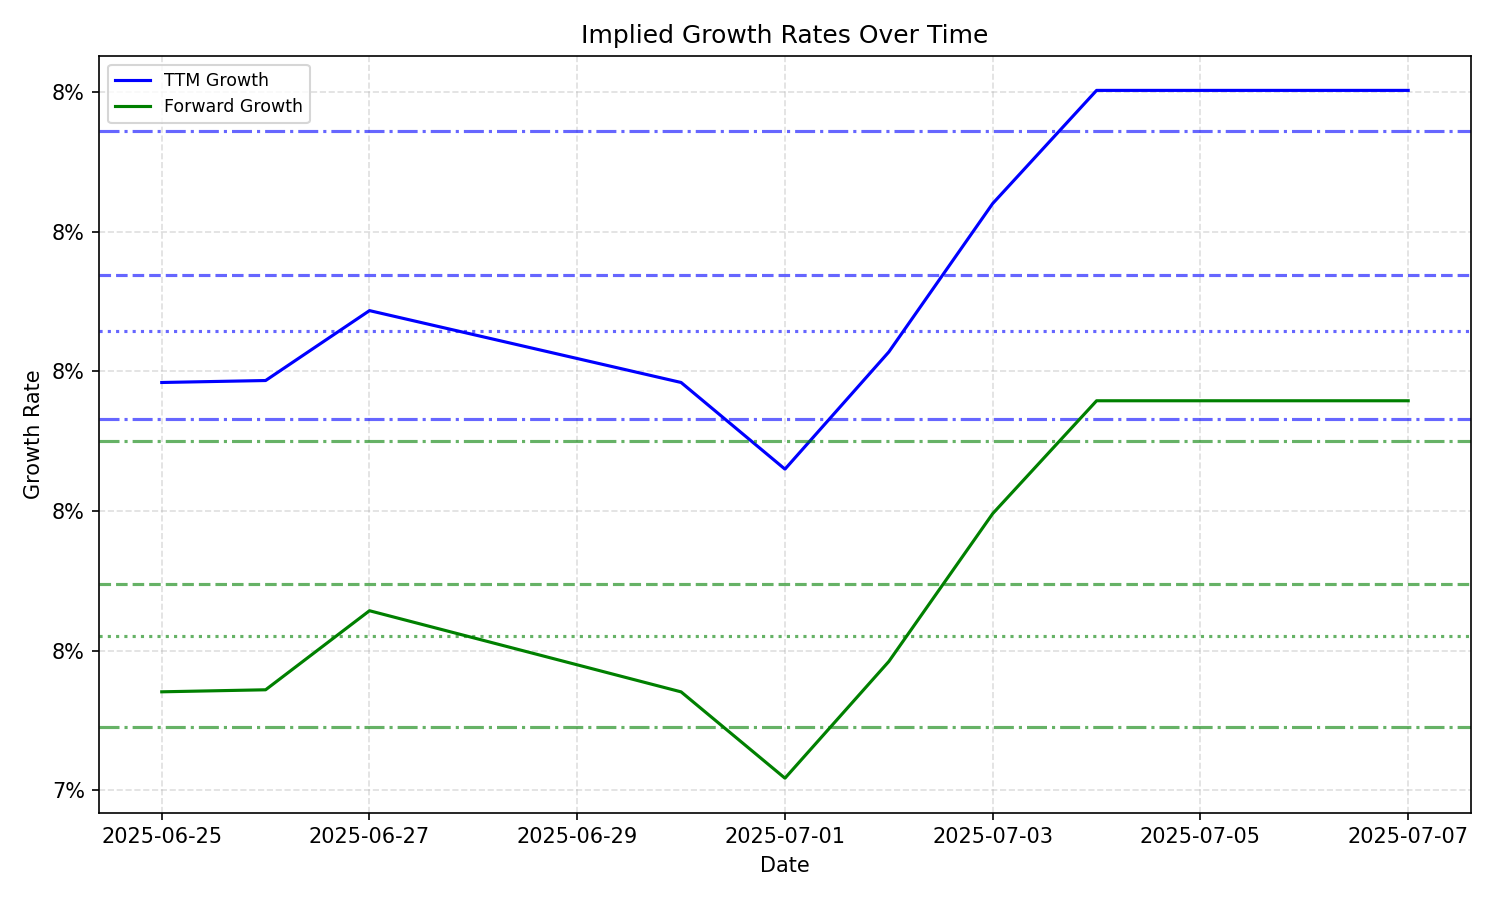 Implied Growth Rates Over Time
TTM Growth
Forward Growth
8%
8%
8%
8%
8%
7%
Growth Rate
2025-06-25
2025-06-27
2025-06-29
2025-07-01
2025-07-03
2025-07-05
2025-07-07
Date